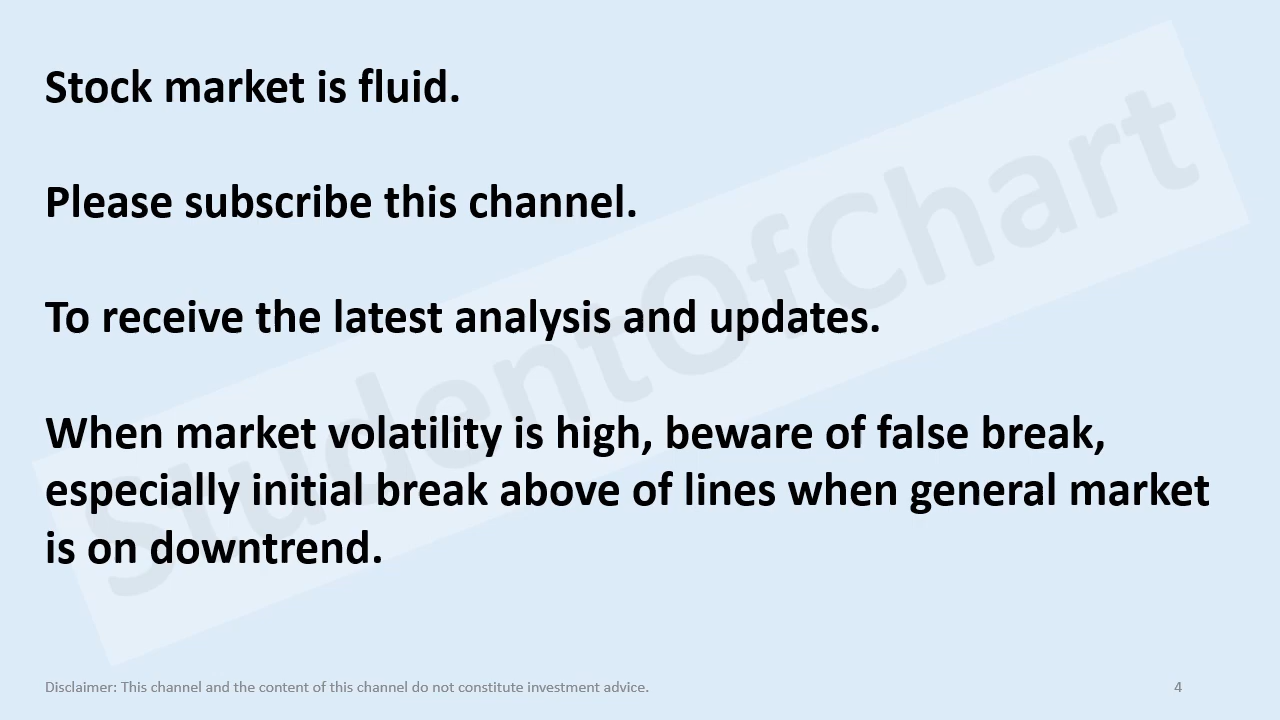 Stock market is fluid.
Please subscribe this channel.
To receive the latest analysis and updates.
When market volatility is high, beware of false break,
especially initial break above of lines when general market
is on downtrend.
StudentOfChart
Disclaimer: This channel and the content of this channel do not constitute investment advice.
4